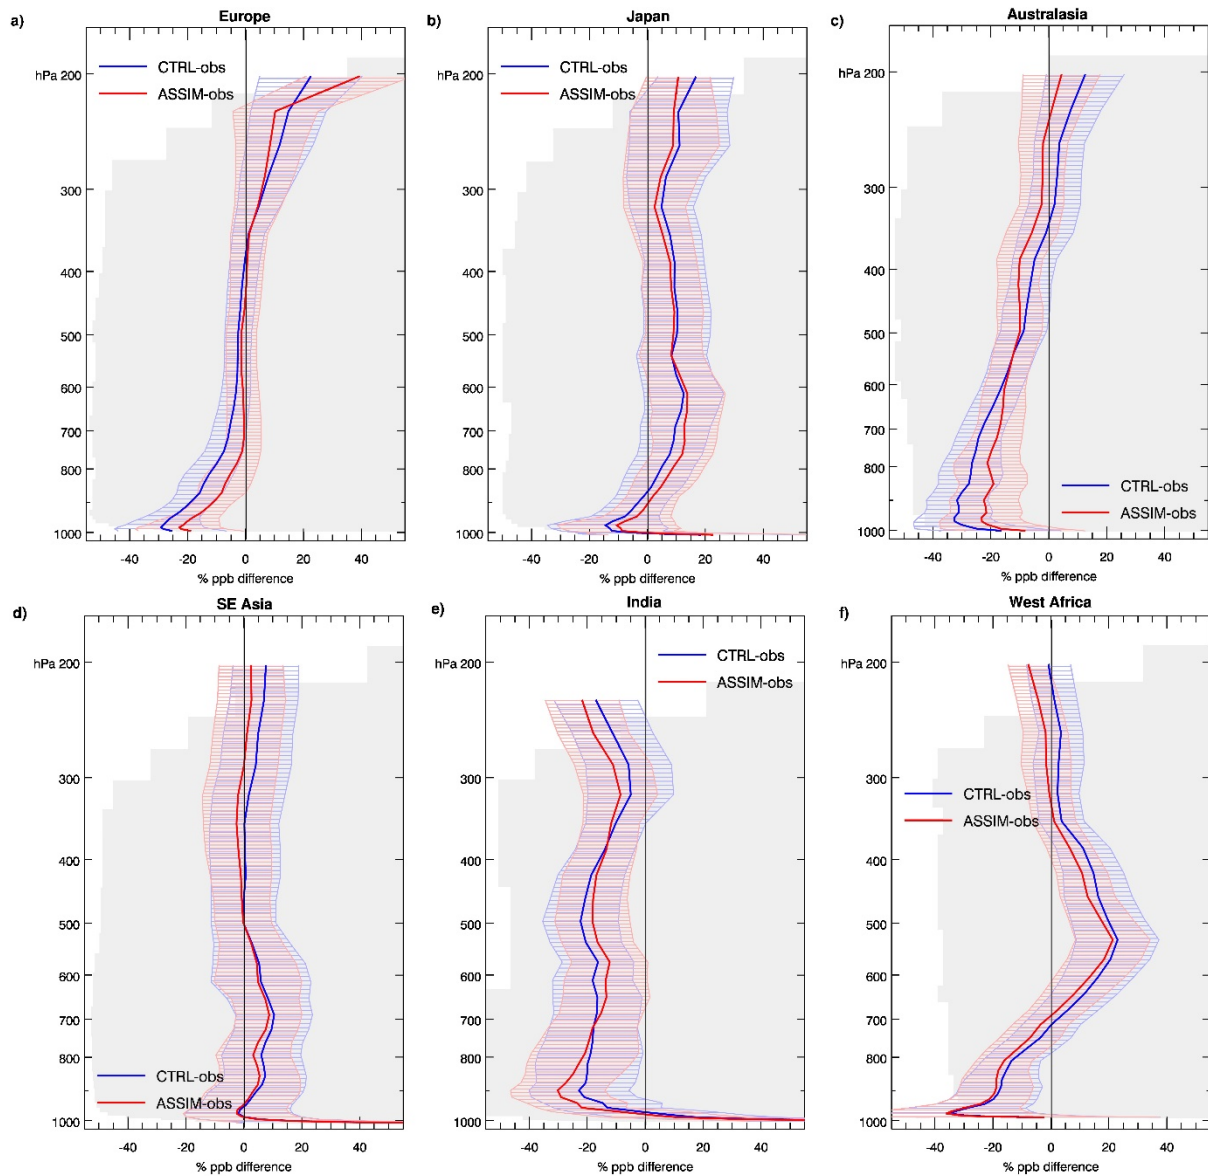 a) Europe
hPa 200
300
400
500
600
700
800
1000
CTRL-obs
ASSIM-obs
-40 -20 0 20 40
% ppb difference
b) Japan
hPa 200
300
400
500
600
700
800
1000
CTRL-obs
ASSIM-obs
-40 -20 0 20 40
% ppb difference
c) Australasia
hPa 200
300
400
500
600
700
800
1000
CTRL-obs
ASSIM-obs
-40 -20 0 20 40
% ppb difference
d) SE Asia
hPa 200
300
400
500
600
700
800
1000
CTRL-obs
ASSIM-obs
-40 -20 0 20 40
% ppb difference
e) India
hPa 200
300
400
500
600
700
800
1000
CTRL-obs
ASSIM-obs
-40 -20 0 20 40
% ppb difference
f) West Africa
hPa 200
300
400
500
600
700
800
1000
CTRL-obs
ASSIM-obs
-40 -20 0 20 40
% ppb difference